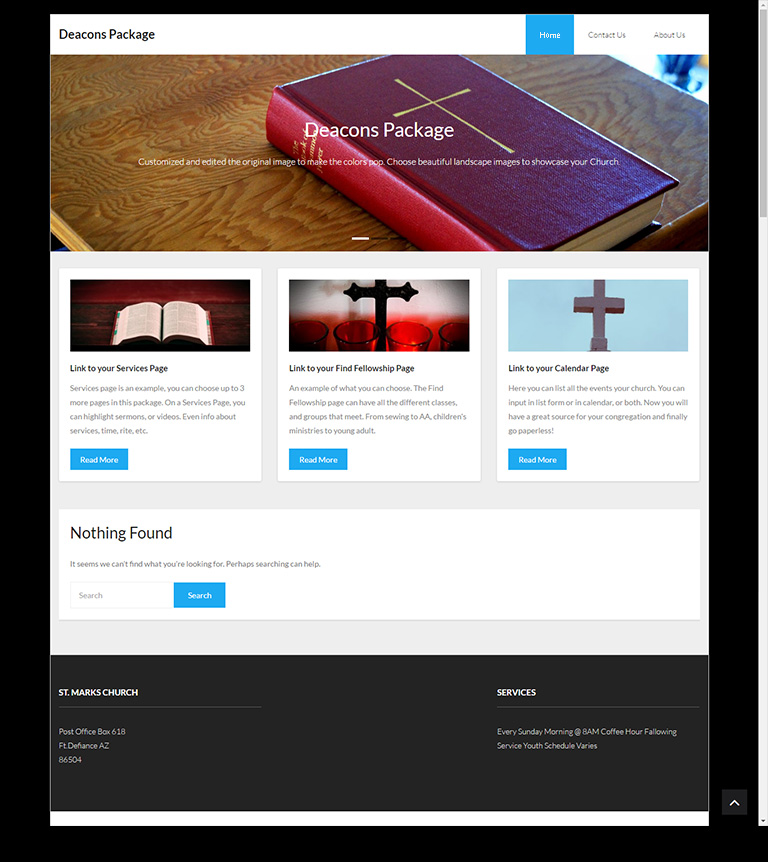 Deacons Package
Home Contact Us About Us
Deacons Package
Customized and edited the original image to make the colors pop. Choose beautiful landscape images to showcase your Church.
Link to your Services Page
Services page is an example, you can choose up to 3
more pages in this package. On a Services Page, you
can highlight sermons, or videos. Even info about
services, time, rite, etc.
Read More
Link to your Find Fellowship Page
An example of what you can choose. The Find
Fellowship page can have all the different classes,
and groups that meet. From sewing to AA, children's
ministries to young adult.
Read More
Link to your Calendar Page
Here you can list all the events your church. You can
input in list form or in calendar, or both. Now you will
have a great source for your congregation and finally
go paperless!
Read More
Nothing Found
It seems we can't find what you're looking for. Perhaps searching can help.
Search Search
ST. MARKS CHURCH
Post Office Box 618
Ft.Defiance AZ
86504
SERVICES
Every Sunday Morning @ 8AM Coffee Hour Fallowing
Service Youth Schedule Varies